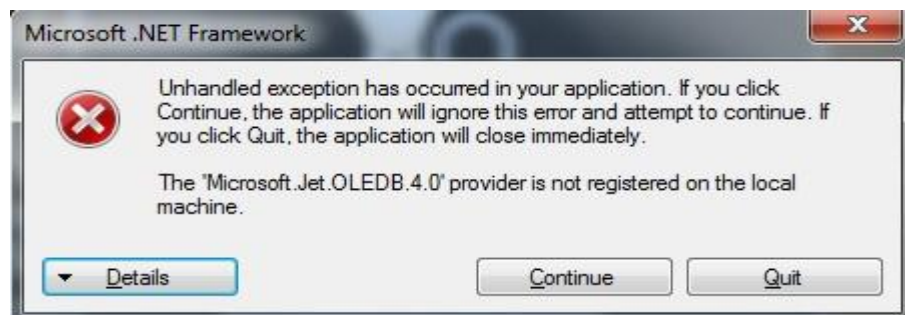 Microsoft .NET Framework
Unhandled exception has occurred in your application. If you click
Continue, the application will ignore this error and attempt to continue. If
you click Quit, the application will close immediately.
The 'Microsoft.Jet.OLEDB.4.0' provider is not registered on the local
machine.
Details
Continue
Quit